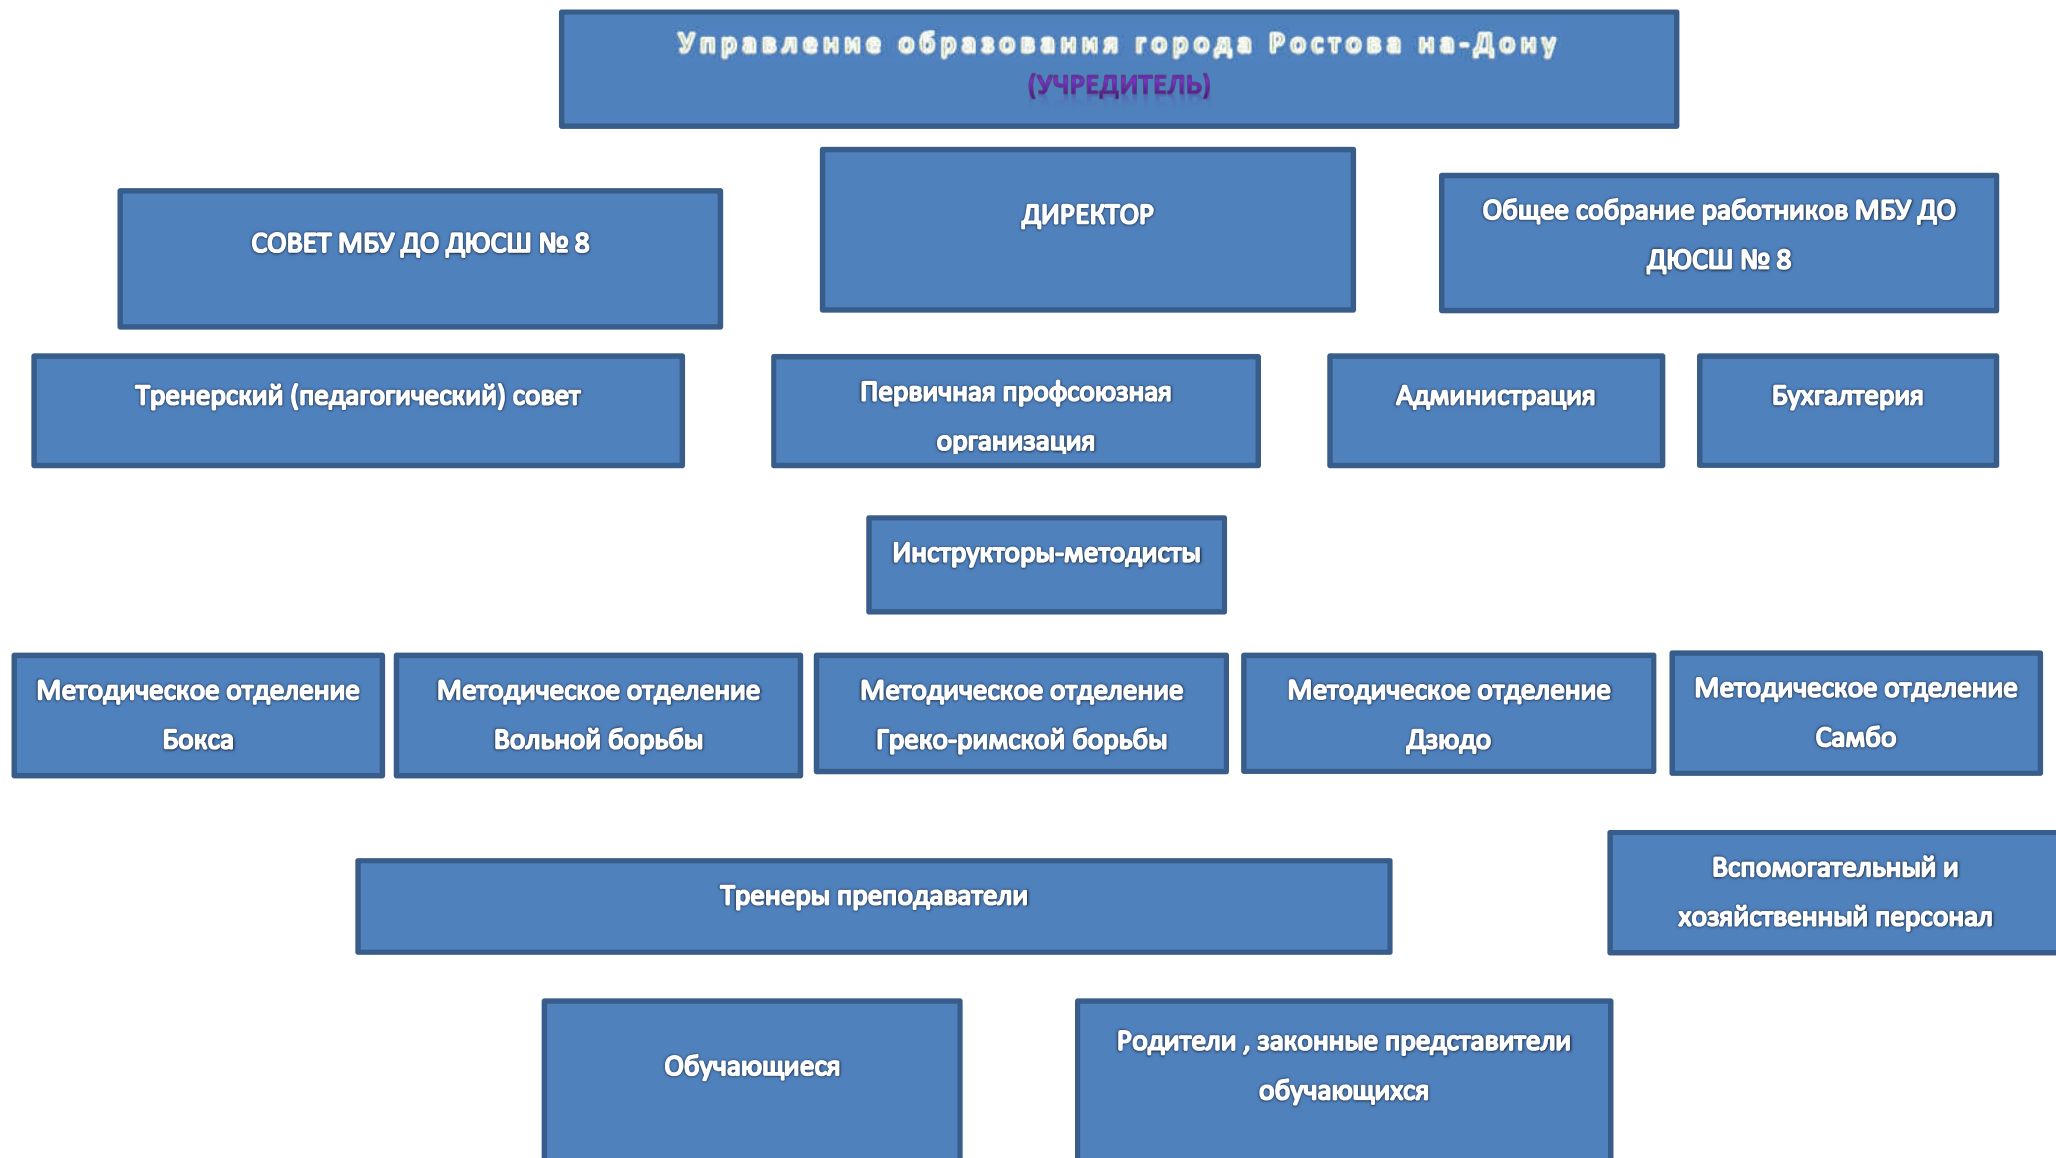 Управление образования города Ростова на-Дону
(УЧРЕДИТЕЛЬ)
СОВЕТ МБУ ДО ДЮСШ № 8
ДИРЕКТОР
Общее собрание работников МБУ ДО
ДЮСШ № 8
Тренерский (педагогический) совет
Первичная профсоюзная
организация
Администрация
Бухгалтерия
Инструкторы-методисты
Методическое отделение
Бокса
Методическое отделение
Вольной борьбы
Методическое отделение
Греко-римской борьбы
Методическое отделение
Дзюдо
Методическое отделение
Самбо
Тренеры преподаватели
Вспомогательный и
хозяйственный персонал
Обучающиеся
Родители , законные представители
обучающихся